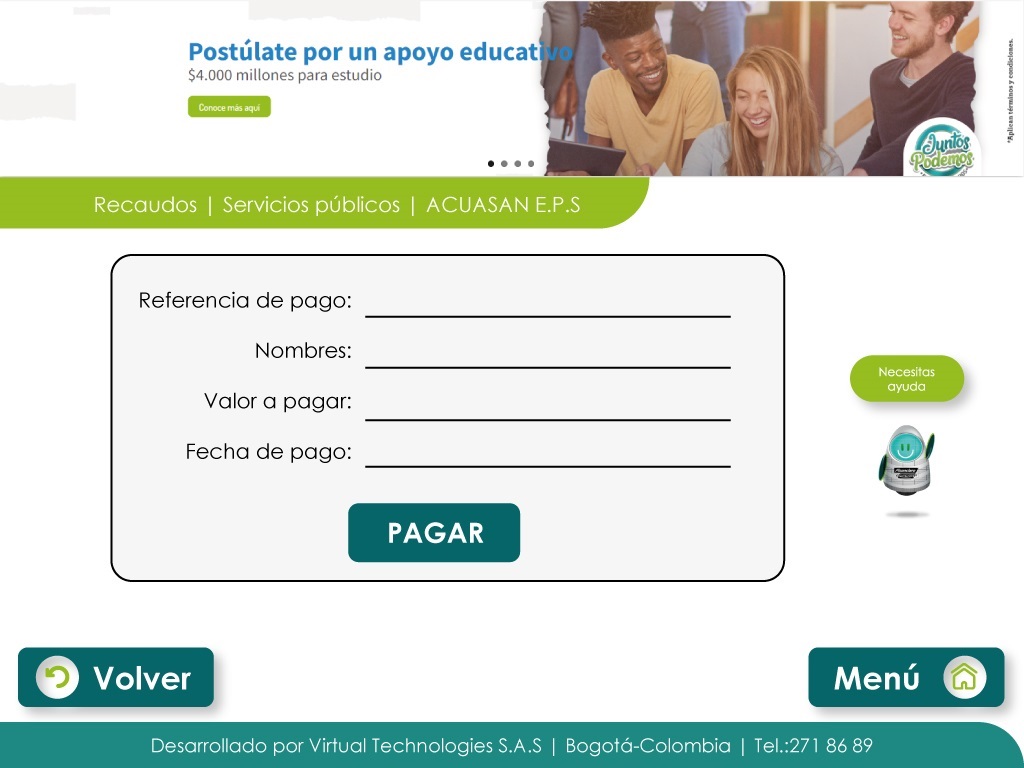 Postúlate por un apoyo educativo
$4.000 millones para estudio
Conoce más aquí
*Aplican términos y condiciones.
Juntos
Podemos
Recaudos | Servicios públicos | ACUASAN E.P.S
Referencia de pago:
Nombres:
Valor a pagar:
Fecha de pago:
PAGAR
Necesitas
ayuda
Volver
Menú
Desarrollado por Virtual Technologies S.A.S | Bogotá-Colombia | Tel.:271 86 89